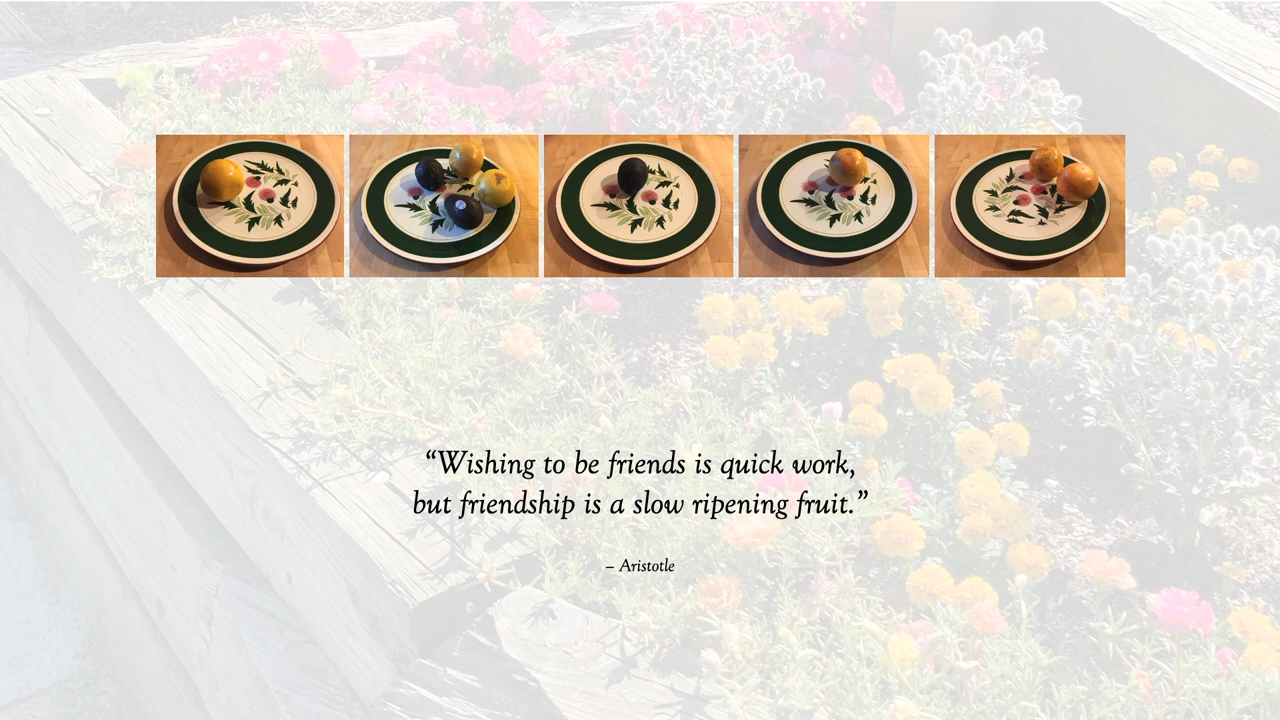 “Wishing to be friends is quick work,
but friendship is a slow ripening fruit.”
– Aristotle